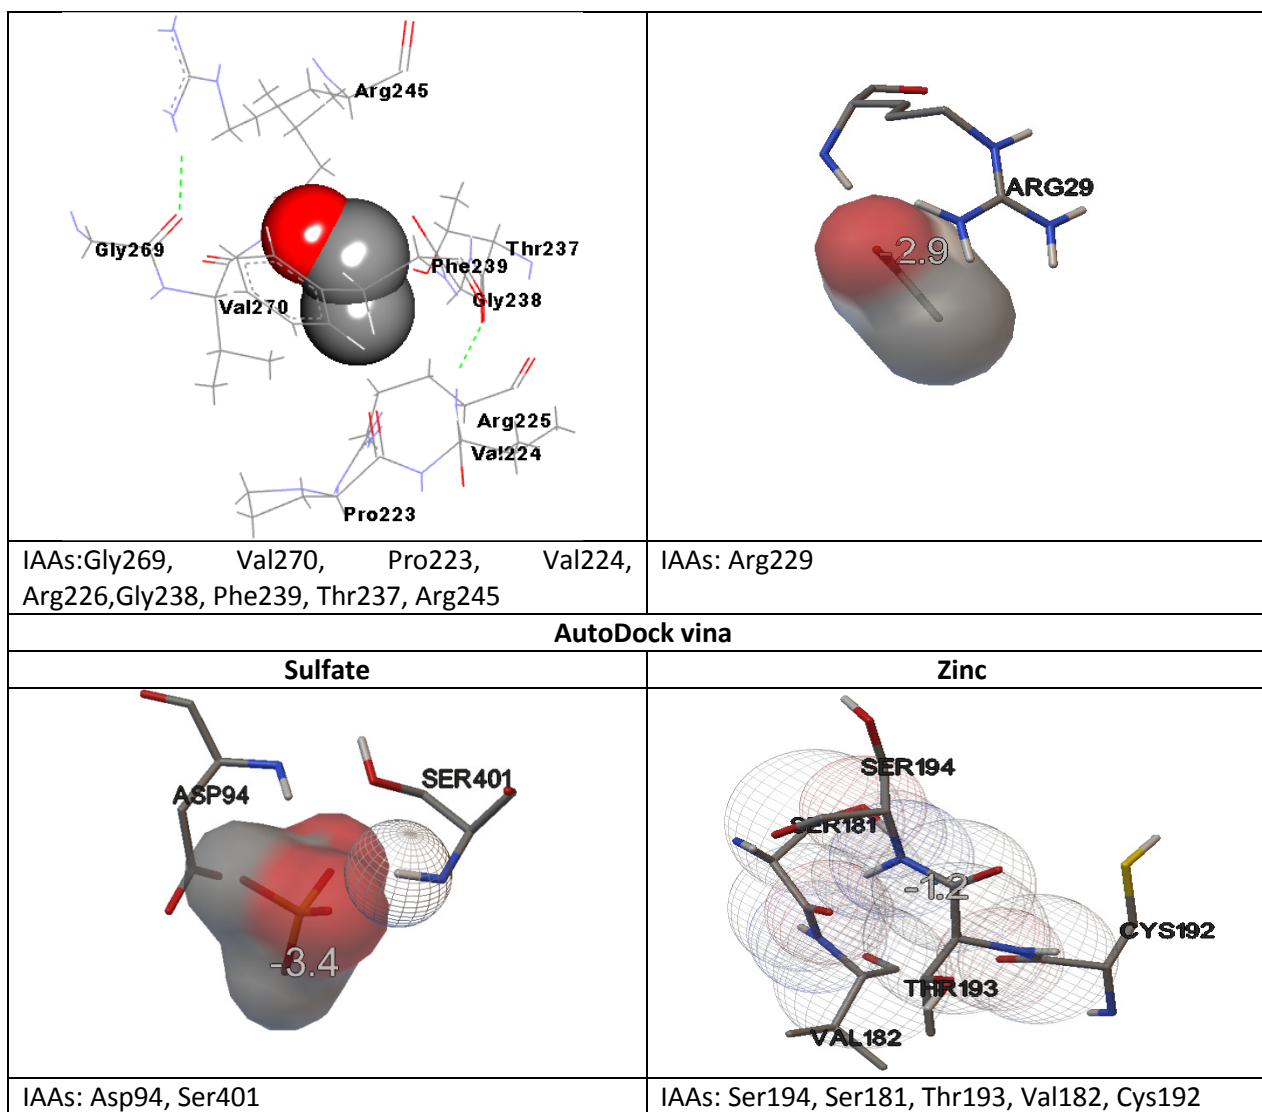 Arg245
Gly269
Thr237
Phe239
Val270
Gly238
Arg225
Val224
Pro223
ARG29
-2.9
IAAs:Gly269, Val270, Pro223, Val224,
Arg226,Gly238, Phe239, Thr237, Arg245
IAAs: Arg229
AutoDock vina
Sulfate
Zinc
ASP94
SER401
-3.4
SER194
SER181
-1.2
CYS192
THR193
VAL182
IAAs: Asp94, Ser401
IAAs: Ser194, Ser181, Thr193, Val182, Cys192